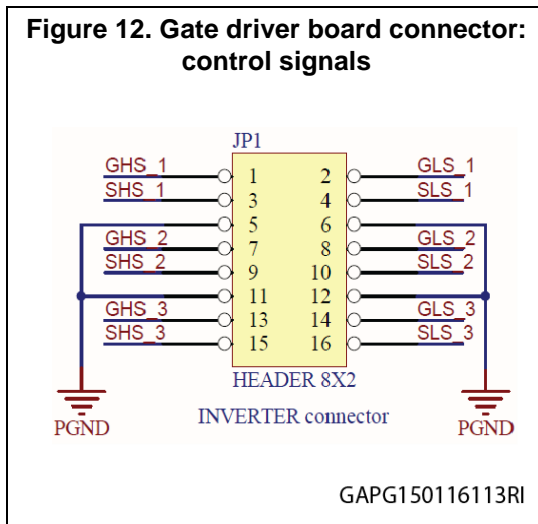 Figure 12. Gate driver board connector:
control signals
JP1
GHS_1 1 2 GLS_1
SHS_1 3 4 SLS_1
5 6
GHS_2 7 8 GLS_2
SHS_2 9 10 SLS_2
11 12
GHS_3 13 14 GLS_3
SHS_3 15 16 SLS_3
HEADER 8X2
PGND INVERTER connector PGND
GAPG150116113RI